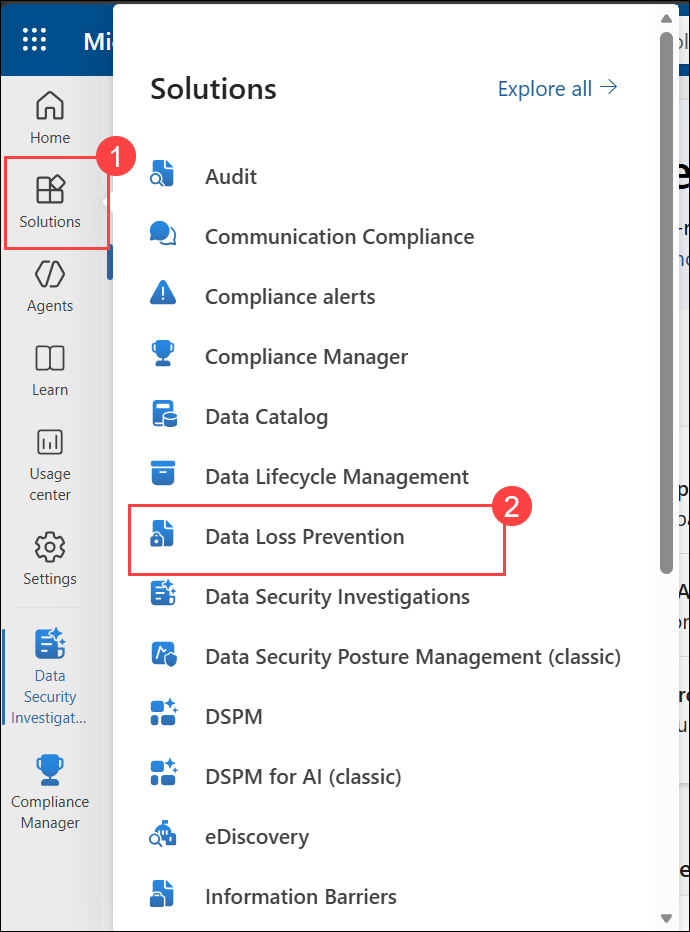 Mi
Home
1
Solutions
Agents
Learn
Usage
center
Settings
Data
Security
Investigat...
Compliance
Manager
Solutions
Explore all
Audit
Communication Compliance
Compliance alerts
Compliance Manager
Data Catalog
Data Lifecycle Management
2
Data Loss Prevention
Data Security Investigations
Data Security Posture Management (classic)
DSPM
DSPM for AI (classic)
eDiscovery
Information Barriers